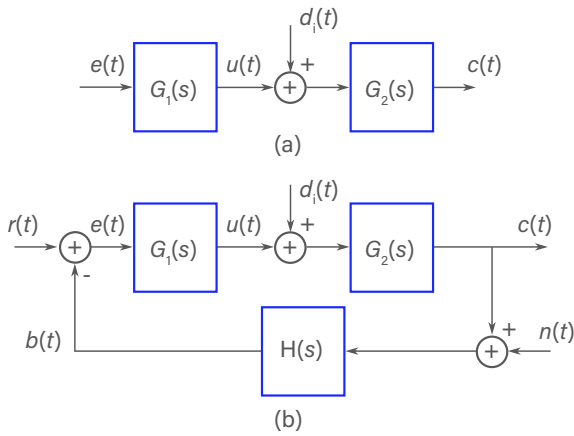 d_i(t)
e(t) G_1(s) u(t) + + G_2(s) c(t)
(a)
d_i(t)
r(t) + e(t) G_1(s) u(t) + + G_2(s) c(t)
-
b(t) H(s) + + n(t)
(b)